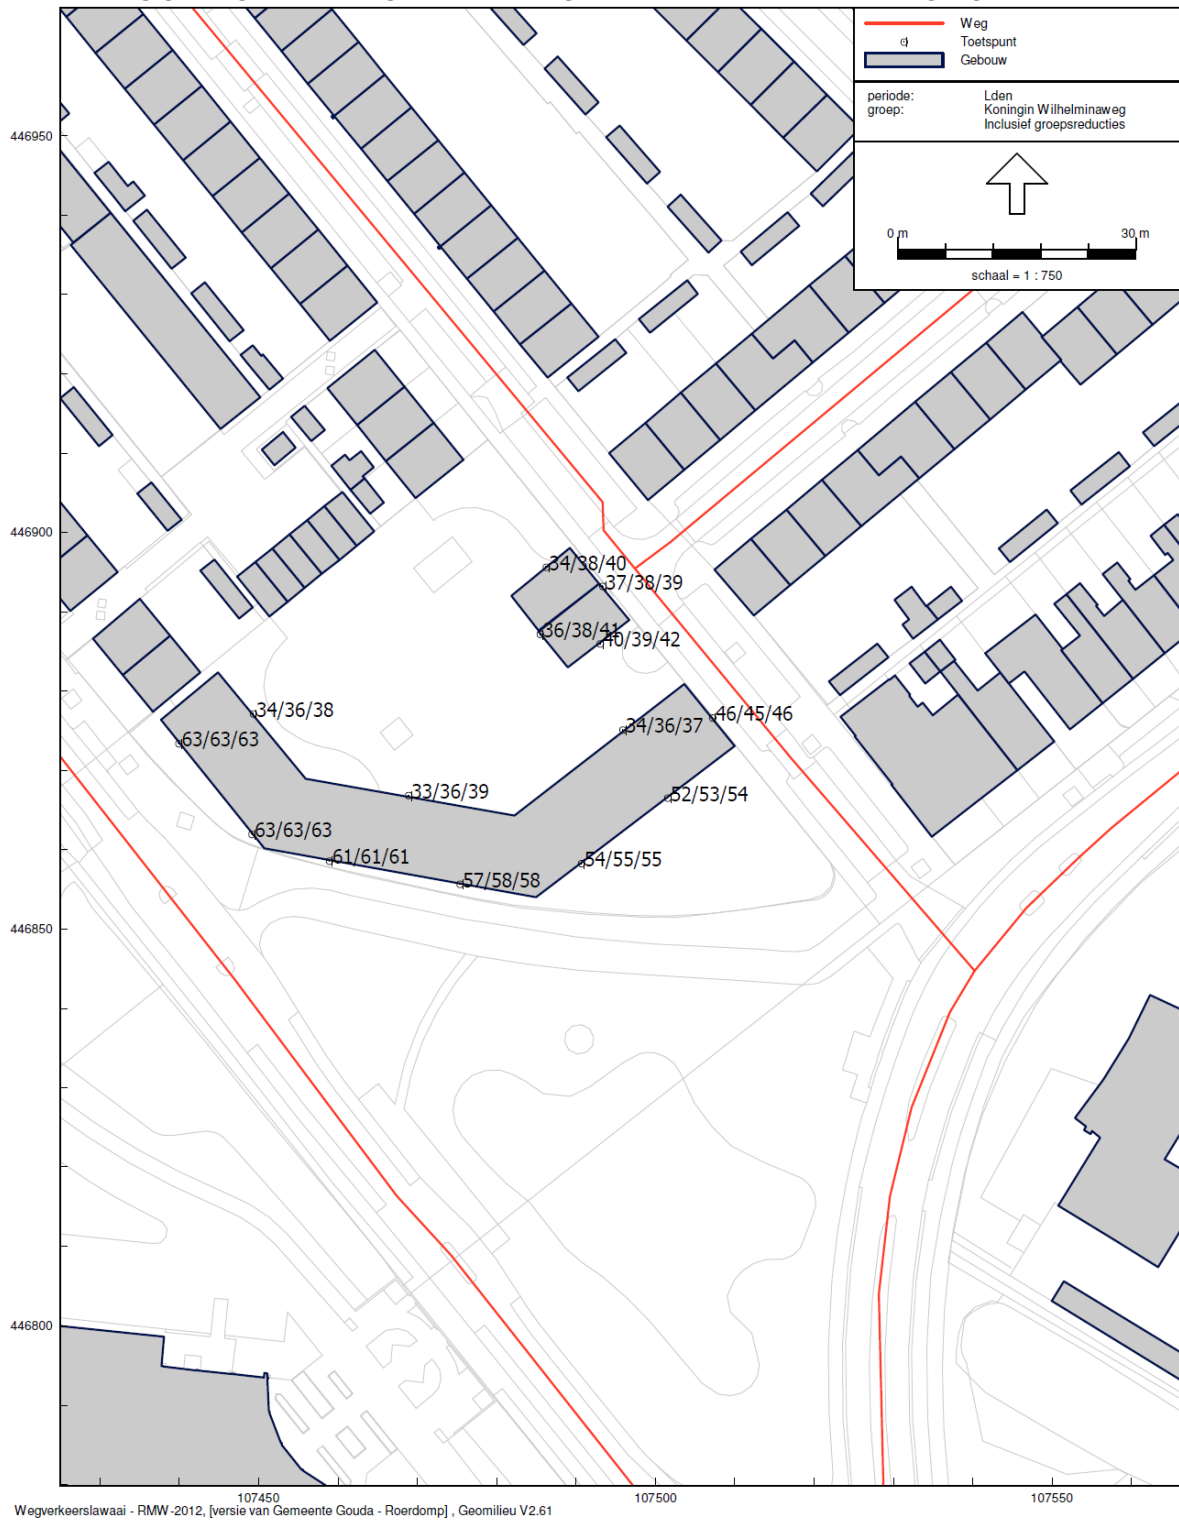 Weg
Toetspunt
Gebouw
periode: Lden
groep: Koningin Wilhelminaweg
Inclusief groepsreducties
0 m 30 m
schaal = 1 : 750
446950
446900
446850
446800
34/38/40
37/38/39
36/38/41
40/39/42
34/36/38
63/63/63
34/36/37
46/45/46
33/36/39
52/53/54
63/63/63
61/61/61
54/55/55
57/58/58
107450 107500 107550
Wegverkeerslawaai - RMW-2012, [versie van Gemeente Gouda - Roerdomp] , Geomilieu V2.61